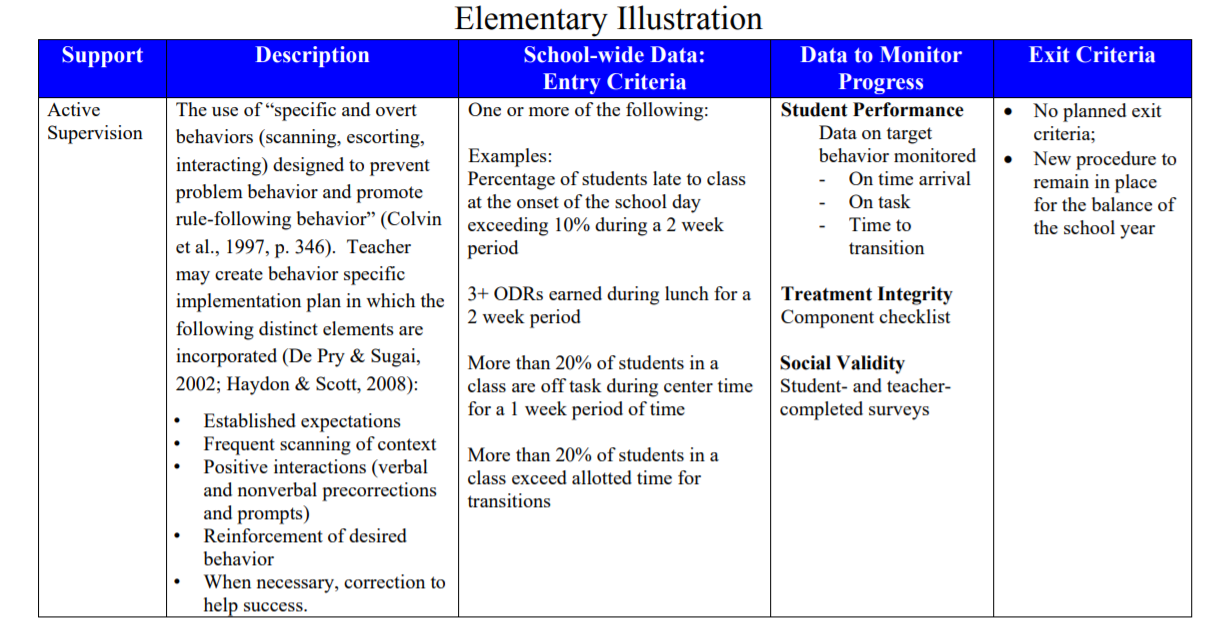 Elementary Illustration
Support
Description
School-wide Data:
Entry Criteria
Data to Monitor
Progress
Exit Criteria
Active
Supervision
The use of “specific and overt
behaviors (scanning, escorting,
interacting) designed to prevent
problem behavior and promote
rule-following behavior” (Colvin
et al., 1997, p. 346).  Teacher
may create behavior specific
implementation plan in which the
following distinct elements are
incorporated (De Pry & Sugai,
2002; Haydon & Scott, 2008):
• Established expectations
• Frequent scanning of context
• Positive interactions (verbal
and nonverbal precorrections
and prompts)
• Reinforcement of desired
behavior
• When necessary, correction to
help success.
One or more of the following:
Examples:
Percentage of students late to class
at the onset of the school day
exceeding 10% during a 2 week
period
3+ ODRs earned during lunch for a
2 week period
More than 20% of students in a
class are off task during center time
for a 1 week period of time
More than 20% of students in a
class exceed allotted time for
transitions
Student Performance
Data on target
behavior monitored
- On time arrival
- On task
- Time to
transition
Treatment Integrity
Component checklist
Social Validity
Student- and teacher-
completed surveys
• No planned exit
criteria;
• New procedure to
remain in place
for the balance of
the school year